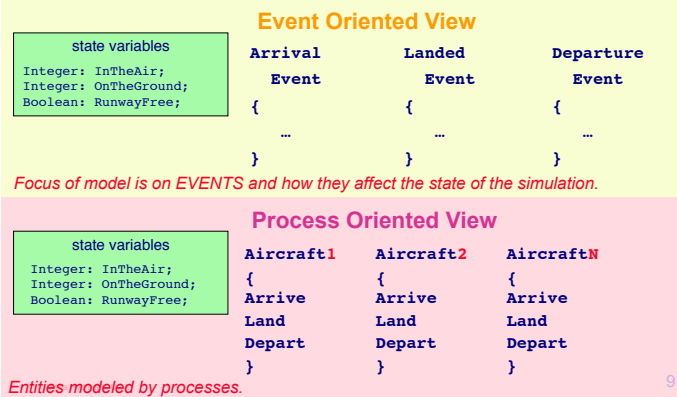 Event Oriented View
state variables
Integer: InTheAir;
Integer: OnTheGround;
Boolean: RunwayFree;
Arrival Landed Departure
Event Event Event
{ { {
… … …
} } }
Focus of model is on EVENTS and how they affect the state of the simulation.
Process Oriented View
state variables
Integer: InTheAir;
Integer: OnTheGround;
Boolean: RunwayFree;
Aircraft1 Aircraft2 AircraftN
{ { {
Arrive Arrive Arrive
Land Land Land
Depart Depart Depart
} } }
Entities modeled by processes.
9